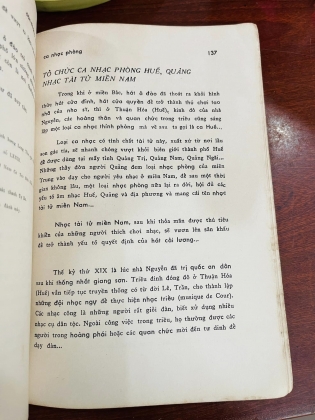 ca nhạc phòng 137
TỔ CHỨC CA NHẠC PHÒNG HUẾ, QUẢNG
NHẠC TÀI TỬ MIỀN NAM
Trong khi ở miền Bắc, hát ả đào đã thoát ra khỏi hình
thức hát cửa đình, hát cửa quyền để trở thành thú chơi tao
nhã của nho sĩ, thì ở Thuận Hóa (Huế), kinh đô của nhà
Nguyễn, các hoàng thân và quan chức trong triều cũng sáng
lập một loại ca nhạc thính phòng mà về sau ta gọi là ca Huế...
Loại ca nhạc có tính chất tài tử này, xuất xứ từ nơi lầu
son gác tía, sẽ nhanh chóng vượt khỏi biên giới thành phố Huế
để được dùng tại mấy tỉnh Quảng Trị, Quảng Nam, Quảng Ngãi...
Những thầy đờn người Quảng đem loại nhạc phòng của miền
Trung vào dạy cho người yêu nhạc ở miền Nam, để sau một thời
gian không lâu, một loại nhạc phòng nữa lại ra đời, hội đủ các
yếu tố âm nhạc Huế, Quảng và địa phương và mang cái tên nhạc
tài tử miền Nam.
Nhạc tài tử miền Nam, sau khi thỏa mãn được thú tiêu
khiển của những người thích chơi nhạc, sẽ vươn lên sân khấu
để trở thành yếu tố quyết định của hát cải lương...
Thế kỷ thứ XIX là lúc nhà Nguyễn đã trị quốc an dân
sau khi thống nhất giang sơn. Triều đình đóng đô ở Thuận Hóa
(Huế) vẫn tiếp tục truyền thống có từ đời Lê, Trần, cho thành lập
những đội nhạc ngự để thực hiện nhạc triều (musique de Cour).
Các nhạc công là những người rất giỏi đàn, biết sử dụng nhiều
nhạc cụ dân tộc. Ngoài công việc trong triều, họ thường được các
người trong hoàng phái hoặc các quan chức mời đến tư dinh để
dạy đàn...